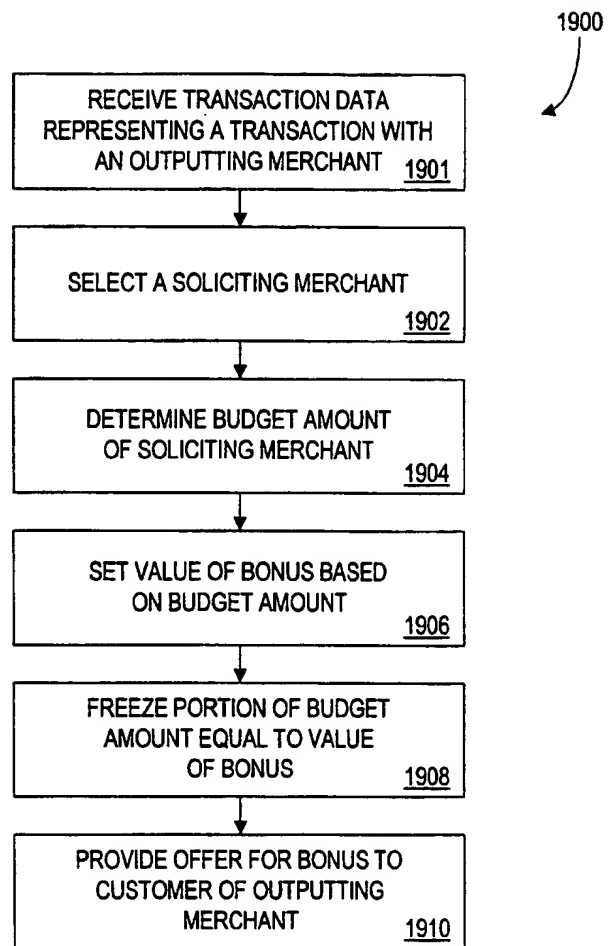 1900
RECEIVE TRANSACTION DATA
REPRESENTING A TRANSACTION WITH
AN OUTPUTTING MERCHANT
1901
SELECT A SOLICITING MERCHANT
1902
DETERMINE BUDGET AMOUNT
OF SOLICITING MERCHANT
1904
SET VALUE OF BONUS BASED
ON BUDGET AMOUNT
1906
FREEZE PORTION OF BUDGET
AMOUNT EQUAL TO VALUE
OF BONUS
1908
PROVIDE OFFER FOR BONUS TO
CUSTOMER OF OUTPUTTING
MERCHANT
1910